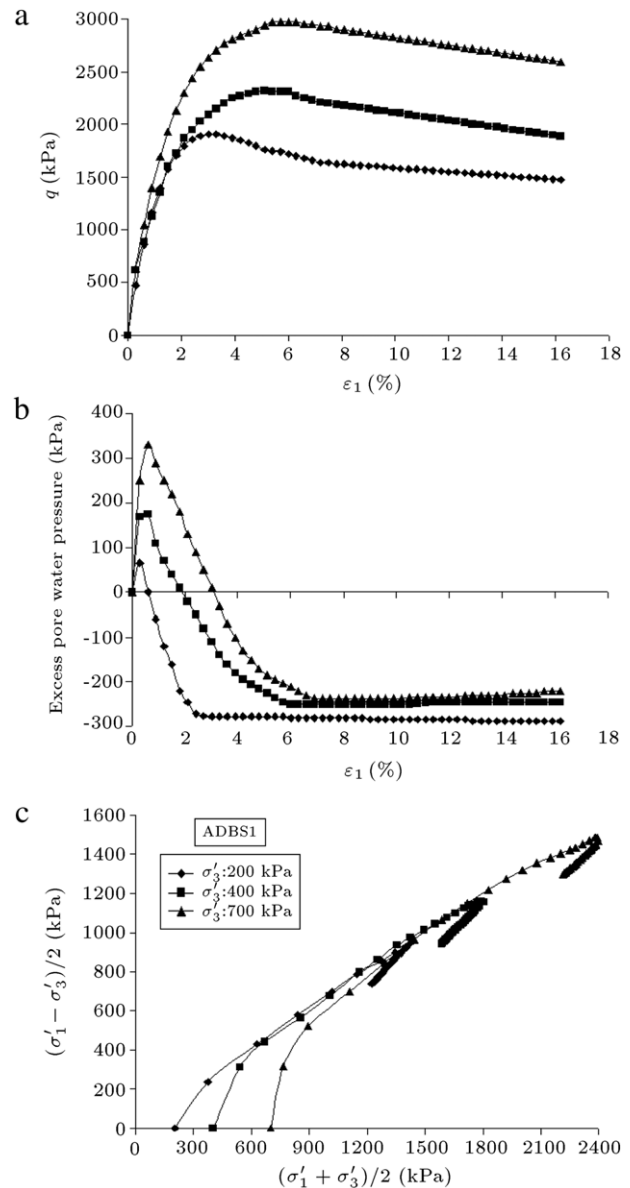 a
3000
2500
2000
1500
1000
500
0
q (kPa)
0 2 4 6 8 10 12 14 16 18
ε₁ (%)
b
400
300
200
100
0
-100
-200
-300
Excess pore water pressure (kPa)
0 2 4 6 8 10 12 14 16 18
ε₁ (%)
c
1600
1400
1200
1000
800
600
400
200
0
(σ′₁ − σ′₃)/2 (kPa)
ADBS1
σ′₃:200 kPa
σ′₃:400 kPa
σ′₃:700 kPa
0 300 600 900 1200 1500 1800 2100 2400
(σ′₁ + σ′₃)/2 (kPa)